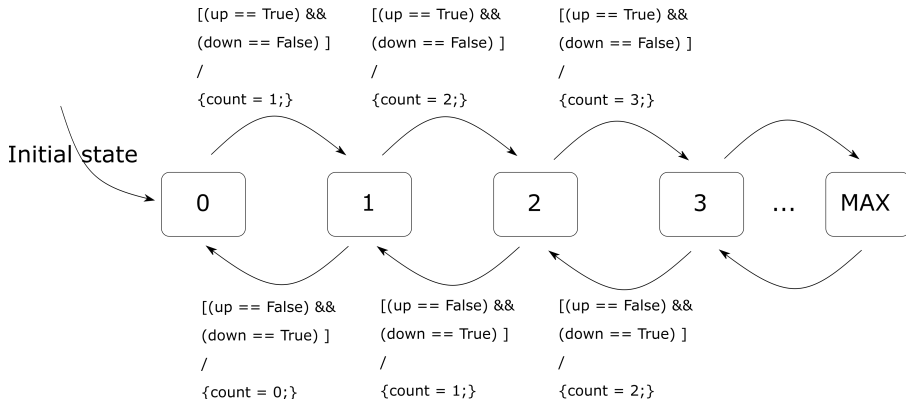 [(up == True) &&
(down == False) ]
/
{count = 1;}
[(up == True) &&
(down == False) ]
/
{count = 2;}
[(up == True) &&
(down == False) ]
/
{count = 3;}
Initial state
0
1
2
3
...
MAX
[(up == False) &&
(down == True) ]
/
{count = 0;}
[(up == False) &&
(down == True) ]
/
{count = 1;}
[(up == False) &&
(down == True) ]
/
{count = 2;}